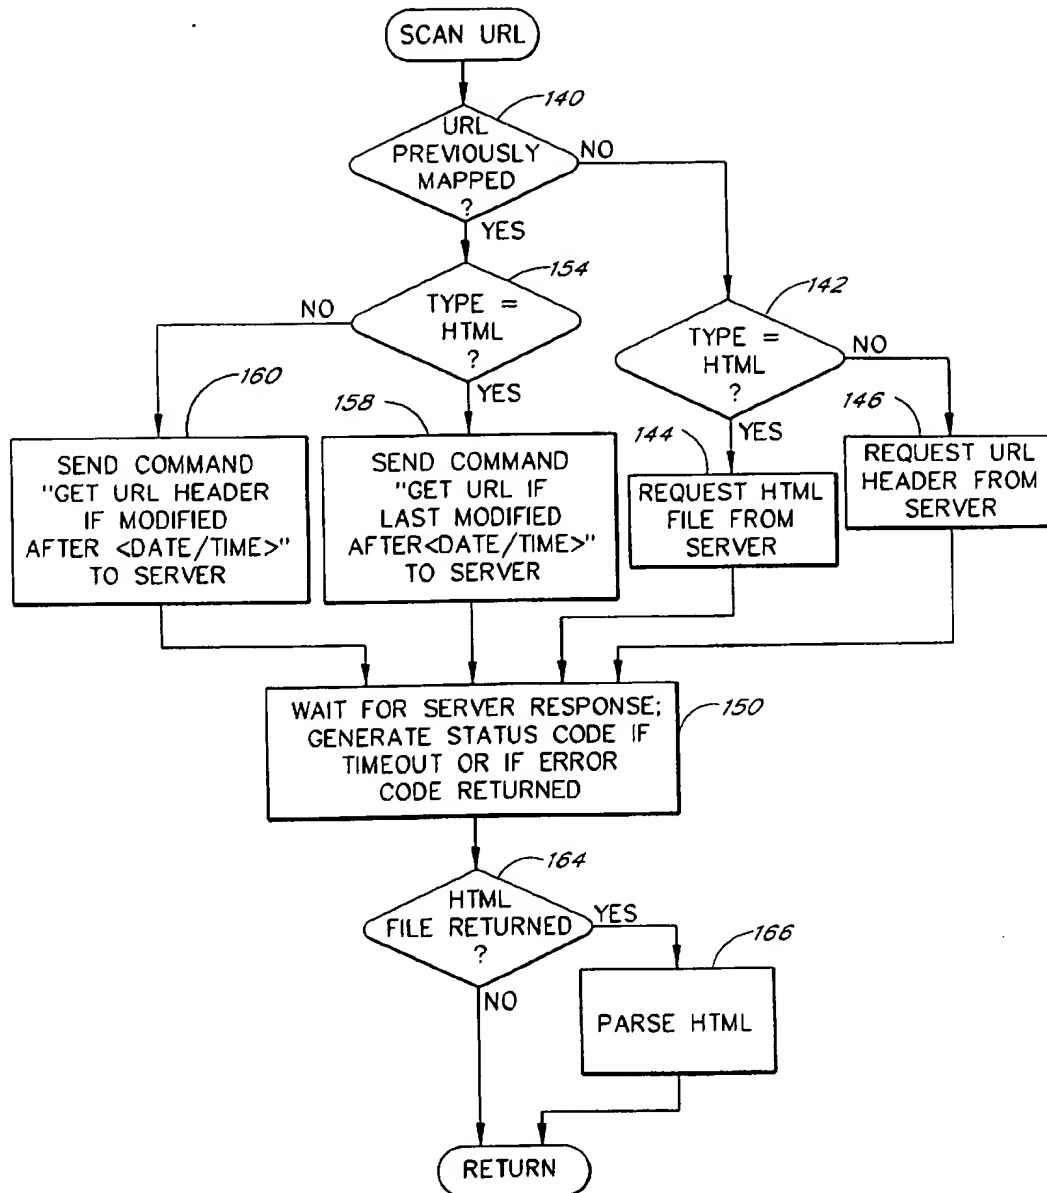 SCAN URL
140
URL
PREVIOUSLY
MAPPED
?
NO
YES
154
TYPE =
HTML
?
NO
YES
142
TYPE =
HTML
?
NO
YES
160
SEND COMMAND
"GET URL HEADER
IF MODIFIED
AFTER <DATE/TIME>"
TO SERVER
158
SEND COMMAND
"GET URL IF
LAST MODIFIED
AFTER<DATE/TIME>"
TO SERVER
144
REQUEST HTML
FILE FROM
SERVER
146
REQUEST URL
HEADER FROM
SERVER
WAIT FOR SERVER RESPONSE;
GENERATE STATUS CODE IF
TIMEOUT OR IF ERROR
CODE RETURNED
150
164
HTML
FILE RETURNED
?
YES
NO
166
PARSE HTML
RETURN